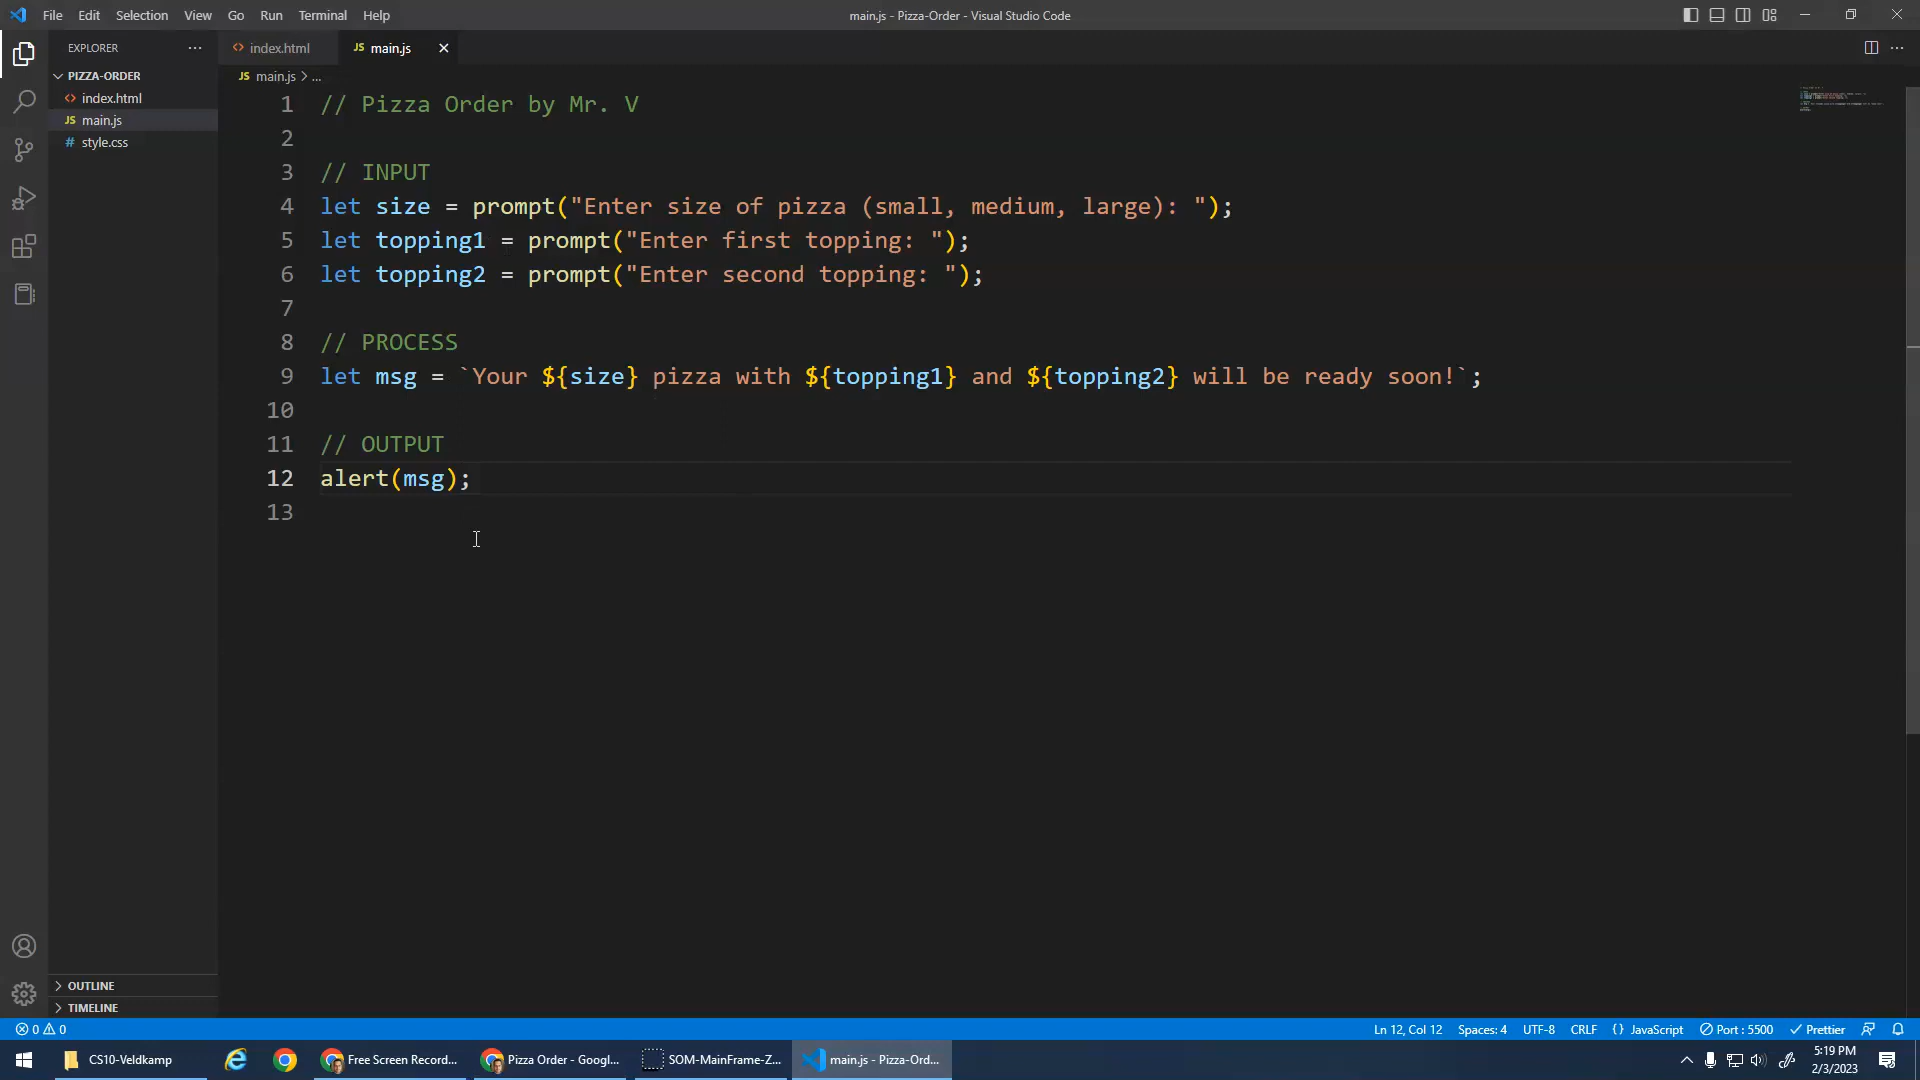 File Edit Selection View Go Run Terminal Help
main.js - Pizza-Order - Visual Studio Code
EXPLORER
PIZZA-ORDER
index.html
main.js
style.css
index.html
main.js
main.js > ...
1 // Pizza Order by Mr. V
2
3 // INPUT
4 let size = prompt("Enter size of pizza (small, medium, large): ");
5 let topping1 = prompt("Enter first topping: ");
6 let topping2 = prompt("Enter second topping: ");
7
8 // PROCESS
9 let msg = `Your ${size} pizza with ${topping1} and ${topping2} will be ready soon!`;
10
11 // OUTPUT
12 alert(msg);
13
OUTLINE
TIMELINE
0 0
Ln 12, Col 12 Spaces: 4 UTF-8 CRLF {} JavaScript Port : 5500 Prettier
CS10-Veldkamp
Free Screen Record...
Pizza Order - Googl...
SOM-MainFrame-Z...
main.js - Pizza-Ord...
5:19 PM
2/3/2023